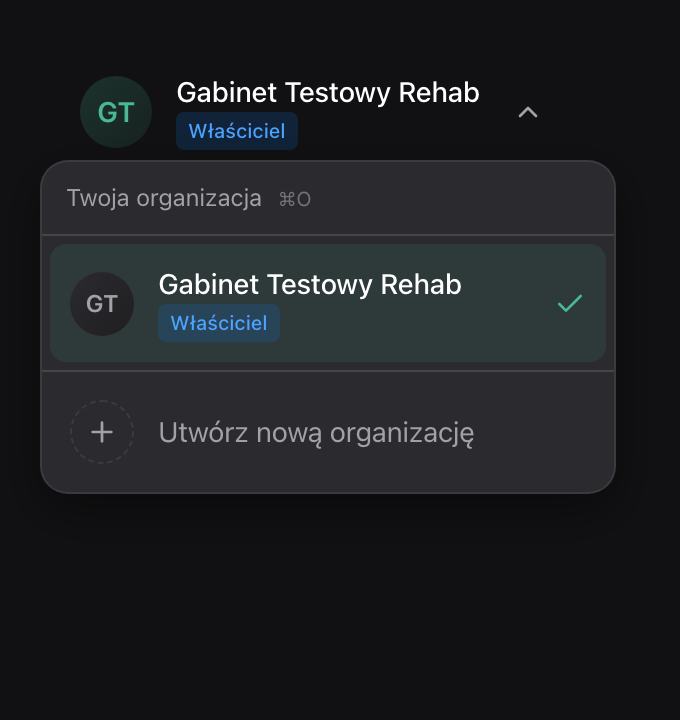 GT
Gabinet Testowy Rehab
Właściciel
Twoja organizacja ⌘O
GT
Gabinet Testowy Rehab
Właściciel
Utwórz nową organizację